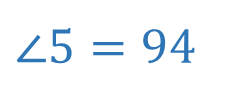 ∠5 = 94